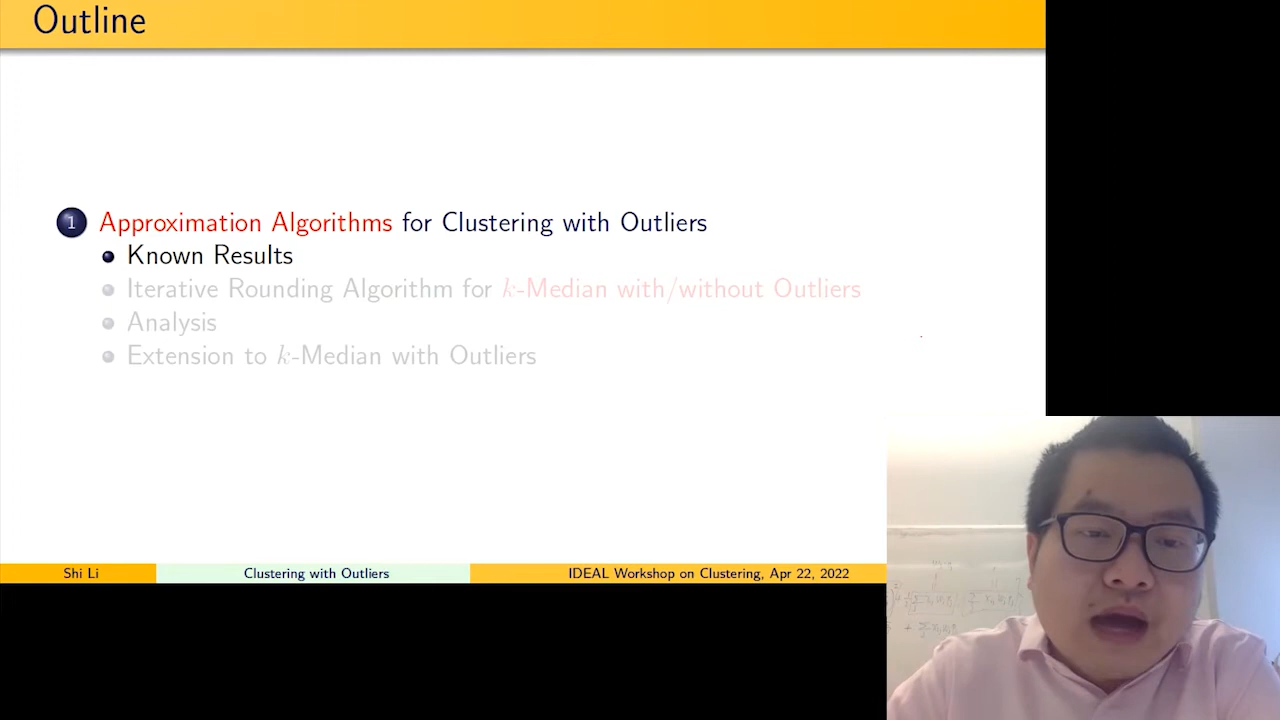 Outline
1 Approximation Algorithms for Clustering with Outliers
Known Results
Iterative Rounding Algorithm for k-Median with/without Outliers
Analysis
Extension to k-Median with Outliers
Shi Li
Clustering with Outliers
IDEAL Workshop on Clustering, Apr 22, 2022